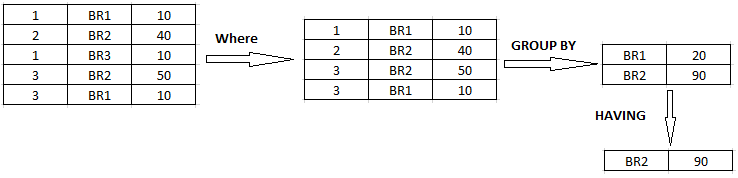 1 BR1 10
2 BR2 40
1 BR3 10
3 BR2 50
3 BR1 10
Where
1 BR1 10
2 BR2 40
3 BR2 50
3 BR1 10
GROUP BY
BR1 20
BR2 90
HAVING
BR2 90